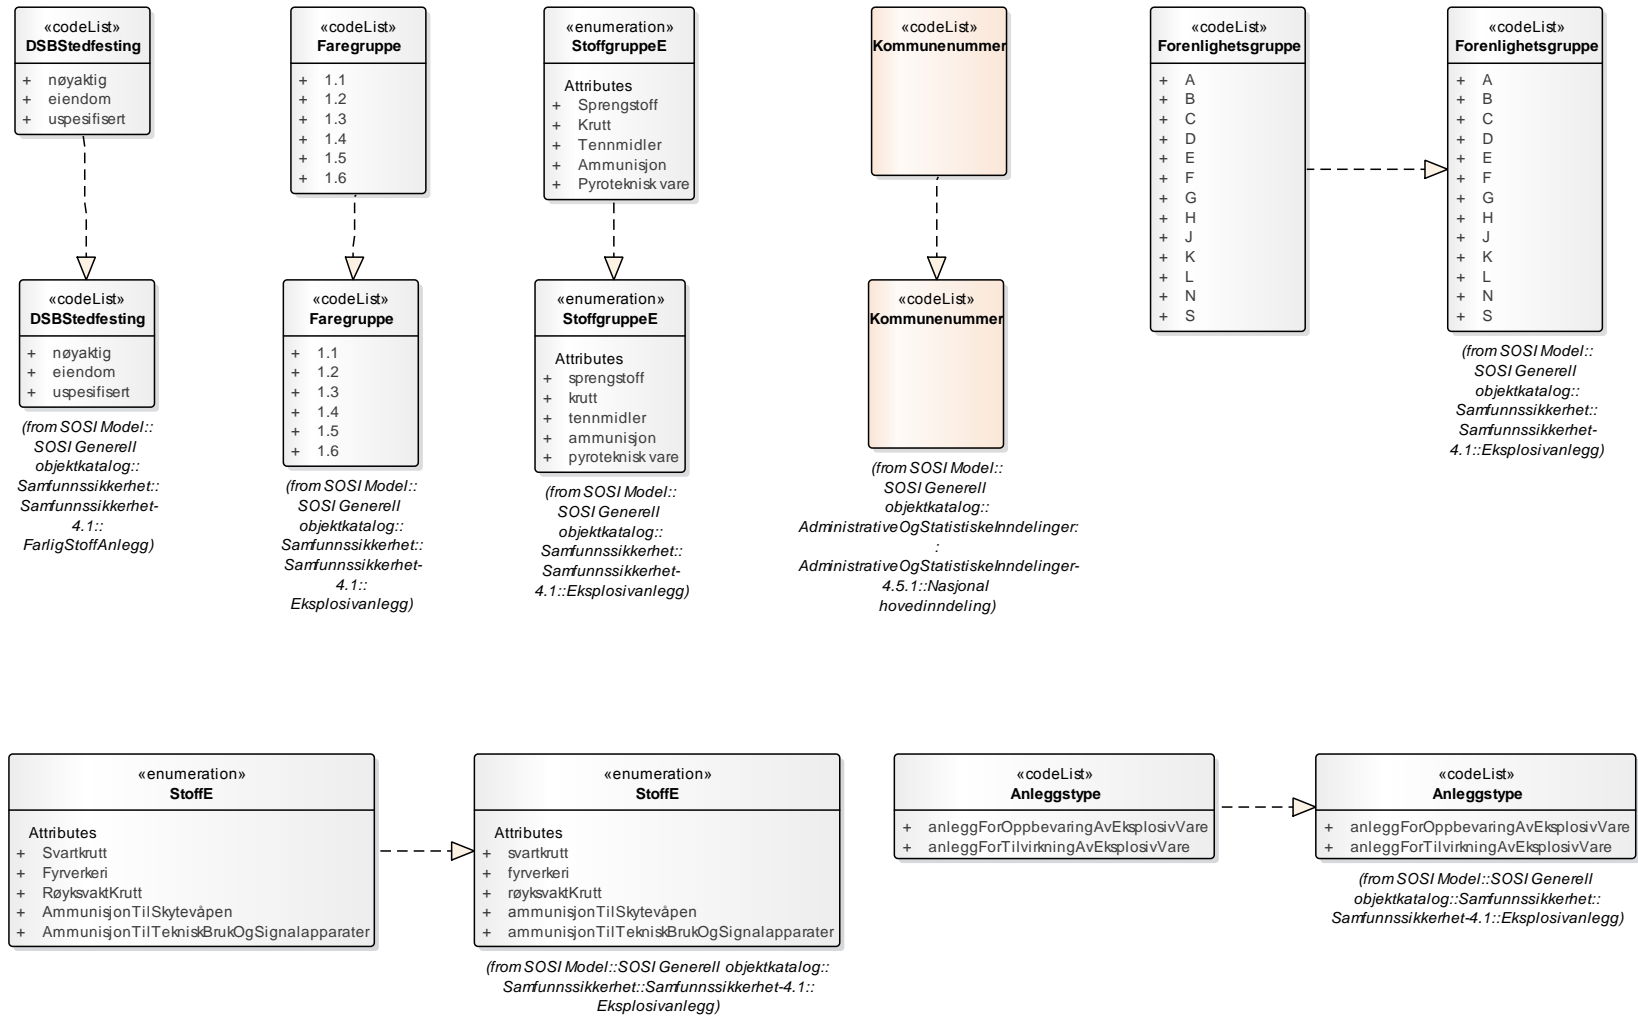 «codeList»
DSBStedfesting
+ nøyaktig
+ eiendom
+ uspesifisert
«codeList»
Faregruppe
+ 1.1
+ 1.2
+ 1.3
+ 1.4
+ 1.5
+ 1.6
«enumeration»
StoffgruppeE
Attributes
+ Sprengstoff
+ Krutt
+ Tennmidler
+ Ammunisjon
+ Pyroteknisk vare
«codeList»
Kommunenummer
«codeList»
Forenlighetsgruppe
+ A
+ B
+ C
+ D
+ E
+ F
+ G
+ H
+ J
+ K
+ L
+ N
+ S
«codeList»
Forenlighetsgruppe
+ A
+ B
+ C
+ D
+ E
+ F
+ G
+ H
+ J
+ K
+ L
+ N
+ S
(from SOSI Model::
SOSI Generell
objektkatalog::
Samfunnssikkerhet::
Samfunnssikkerhet-
4.1::Eksplosivanlegg)
«codeList»
DSBStedfesting
+ nøyaktig
+ eiendom
+ uspesifisert
(from SOSI Model::
SOSI Generell
objektkatalog::
Samfunnssikkerhet::
Samfunnssikkerhet-
4.1::
FarligStoffAnlegg)
«codeList»
Faregruppe
+ 1.1
+ 1.2
+ 1.3
+ 1.4
+ 1.5
+ 1.6
(from SOSI Model::
SOSI Generell
objektkatalog::
Samfunnssikkerhet::
Samfunnssikkerhet-
4.1::
Eksplosivanlegg)
«enumeration»
StoffgruppeE
Attributes
+ sprengstoff
+ krutt
+ tennmidler
+ ammunisjon
+ pyroteknisk vare
(from SOSI Model::
SOSI Generell
objektkatalog::
Samfunnssikkerhet::
Samfunnssikkerhet-
4.1::Eksplosivanlegg)
«codeList»
Kommunenummer
(from SOSI Model::
SOSI Generell
objektkatalog::
AdministrativeOgStatistiskeInndelinger:
:
AdministrativeOgStatistiskeInndelinger-
4.5.1::Nasjonal
hovedinndeling)
«enumeration»
StoffE
Attributes
+ Svartkrutt
+ Fyrverkeri
+ RøyksvaktKrutt
+ AmmunisjonTilSkytevåpen
+ AmmunisjonTilTekniskBrukOgSignalapparater
«enumeration»
StoffE
Attributes
+ svartkrutt
+ fyrverkeri
+ røyksvaktKrutt
+ ammunisjonTilSkytevåpen
+ ammunisjonTilTekniskBrukOgSignalapparater
(from SOSI Model::SOSI Generell objektkatalog::
Samfunnssikkerhet::Samfunnssikkerhet-4.1::
Eksplosivanlegg)
«codeList»
Anleggstype
+ anleggForOppbevaringAvEksplosivVare
+ anleggForTilvirkningAvEksplosivVare
«codeList»
Anleggstype
+ anleggForOppbevaringAvEksplosivVare
+ anleggForTilvirkningAvEksplosivVare
(from SOSI Model::SOSI Generell
objektkatalog::Samfunnssikkerhet::
Samfunnssikkerhet-4.1::Eksplosivanlegg)